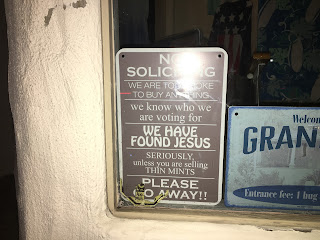 NO
SOLICITING
WE ARE TOO BROKE
TO BUY ANYTHING
we know who we
are voting for
WE HAVE
FOUND JESUS
SERIOUSLY,
unless you are selling
THIN MINTS
PLEASE
GO AWAY!!
Welcom
GRAN
Entrance fee: 1 hug